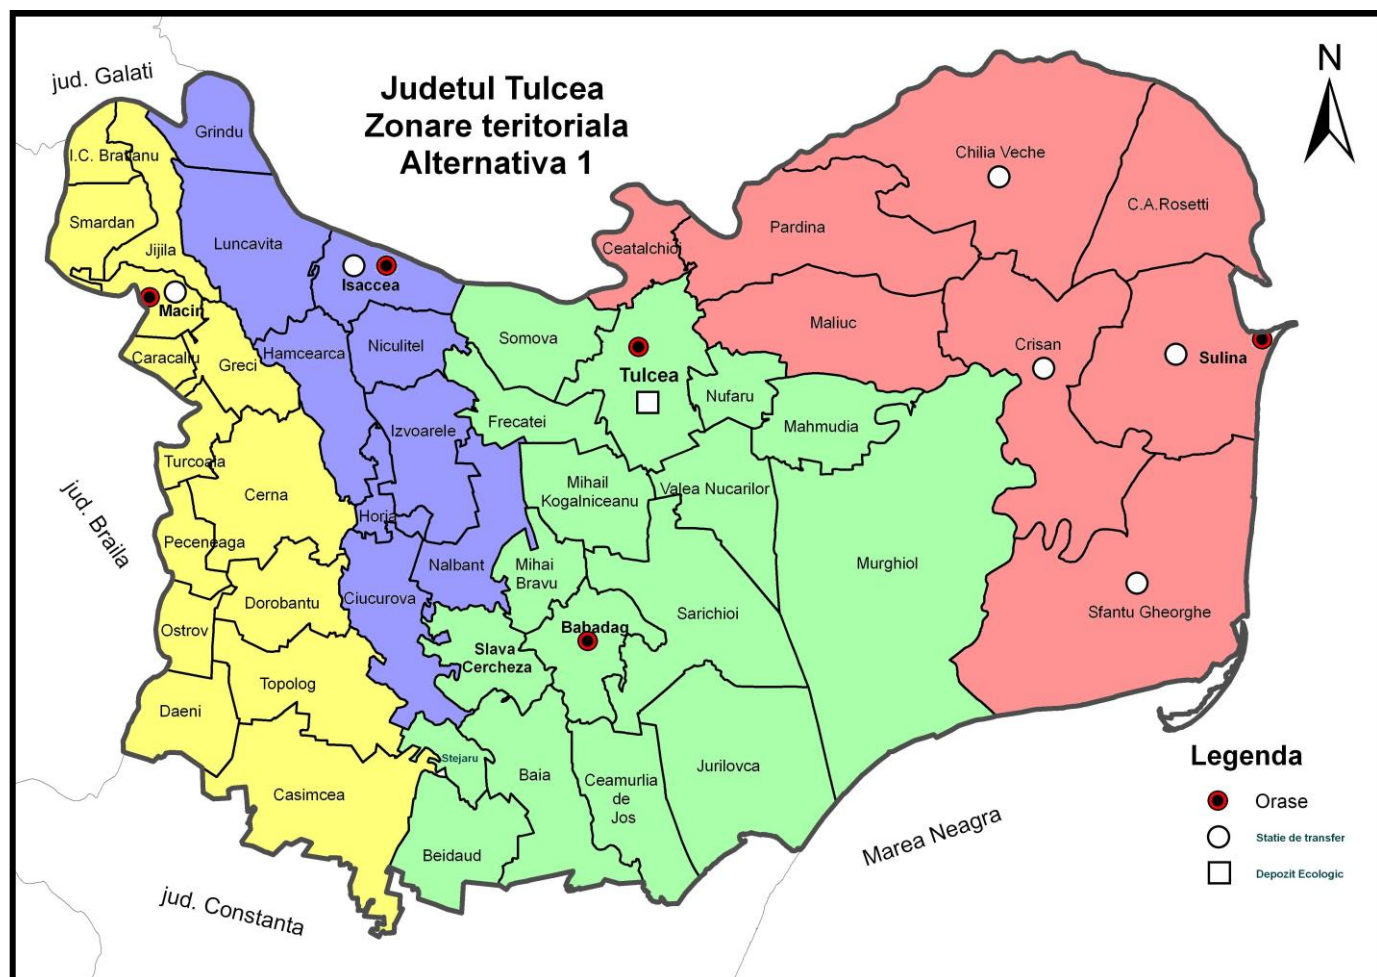 jud. Galati
Judetul Tulcea
Zonare teritoriala
Alternativa 1
N
Grindu
I.C. Bratianu
Chilia Veche
C.A.Rosetti
Smardan
Jijila
Luncavita
Pardina
Ceatalchioi
Isaccea
Macin
Maliuc
Somova
Niculitel
Hamcearca
Crisan
Sulina
Caracaliu
Greci
Tulcea
Nufaru
Frecatei
Izvoarele
Mahmudia
Turcoaia
Cerna
Mihail
Kogalniceanu
Valea Nucarilor
jud. Braila
Horia
Peceneaga
Nalbant
Mihai
Bravu
Murghiol
Ciucurova
Dorobantu
Sfantu Gheorghe
Ostrov
Babadag
Sarichioi
Slava
Cercheza
Topolog
Daeni
Stejaru
Baia
Ceamurlia
de
Jos
Jurilovca
Casimcea
Beidaud
Marea Neagra
jud. Constanta
Legenda
Orase
Statie de transfer
Depozit Ecologic